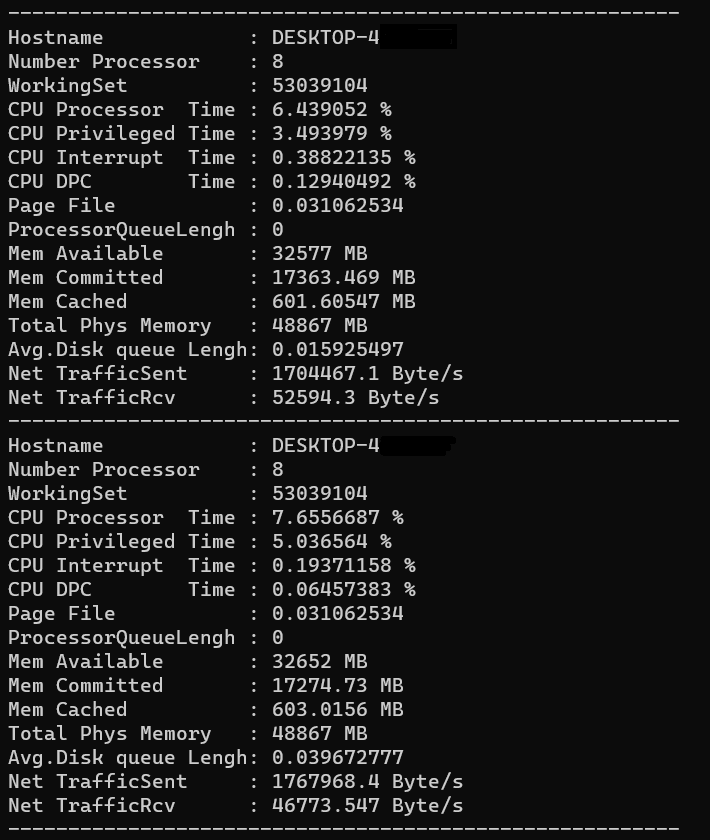 --------------------------------------------------------
Hostname            : DESKTOP-4
Number Processor    : 8
WorkingSet          : 53039104
CPU Processor  Time : 6.439052 %
CPU Privileged Time : 3.493979 %
CPU Interrupt  Time : 0.38822135 %
CPU DPC        Time : 0.12940492 %
Page File           : 0.031062534
ProcessorQueueLengh : 0
Mem Available       : 32577 MB
Mem Committed       : 17363.469 MB
Mem Cached          : 601.60547 MB
Total Phys Memory   : 48867 MB
Avg.Disk queue Lengh: 0.015925497
Net TrafficSent     : 1704467.1 Byte/s
Net TrafficRcv      : 52594.3 Byte/s
--------------------------------------------------------
Hostname            : DESKTOP-4
Number Processor    : 8
WorkingSet          : 53039104
CPU Processor  Time : 7.6556687 %
CPU Privileged Time : 5.036564 %
CPU Interrupt  Time : 0.19371158 %
CPU DPC        Time : 0.06457383 %
Page File           : 0.031062534
ProcessorQueueLengh : 0
Mem Available       : 32652 MB
Mem Committed       : 17274.73 MB
Mem Cached          : 603.0156 MB
Total Phys Memory   : 48867 MB
Avg.Disk queue Lengh: 0.039672777
Net TrafficSent     : 1767968.4 Byte/s
Net TrafficRcv      : 46773.547 Byte/s
--------------------------------------------------------